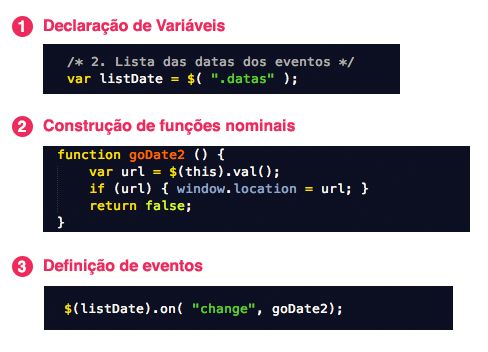 1 Declaração de Variáveis
/* 2. Lista das datas dos eventos */
var listDate = $( ".datas" );
2 Construção de funções nominais
function goDate2 () {
var url = $(this).val();
if (url) { window.location = url; }
return false;
}
3 Definição de eventos
$(listDate).on( "change", goDate2);